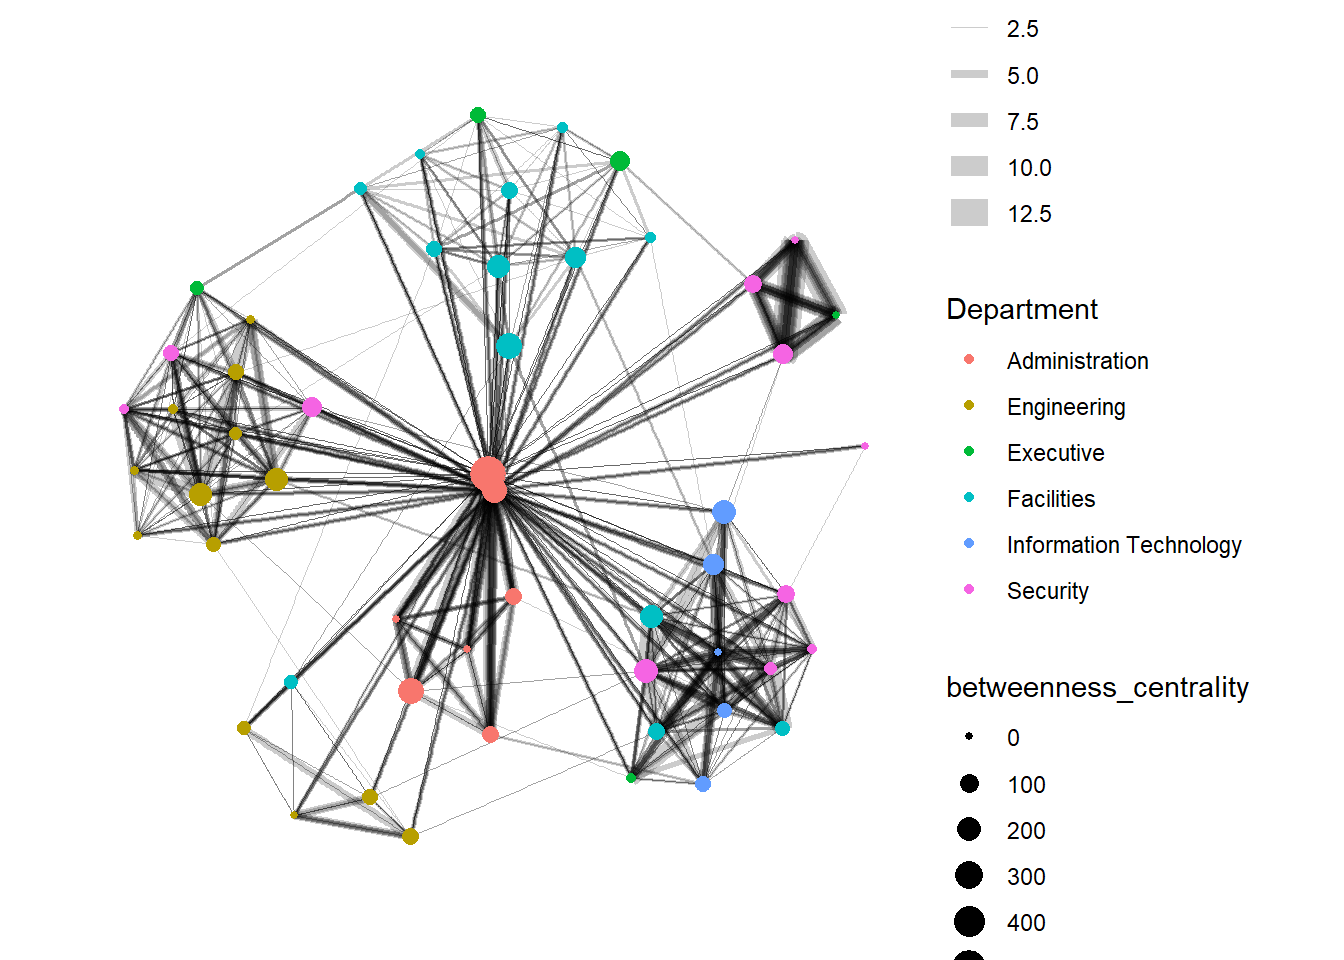 2.5
5.0
7.5
10.0
12.5
Department
Administration
Engineering
Executive
Facilities
Information Technology
Security
betweenness_centrality
0
100
200
300
400